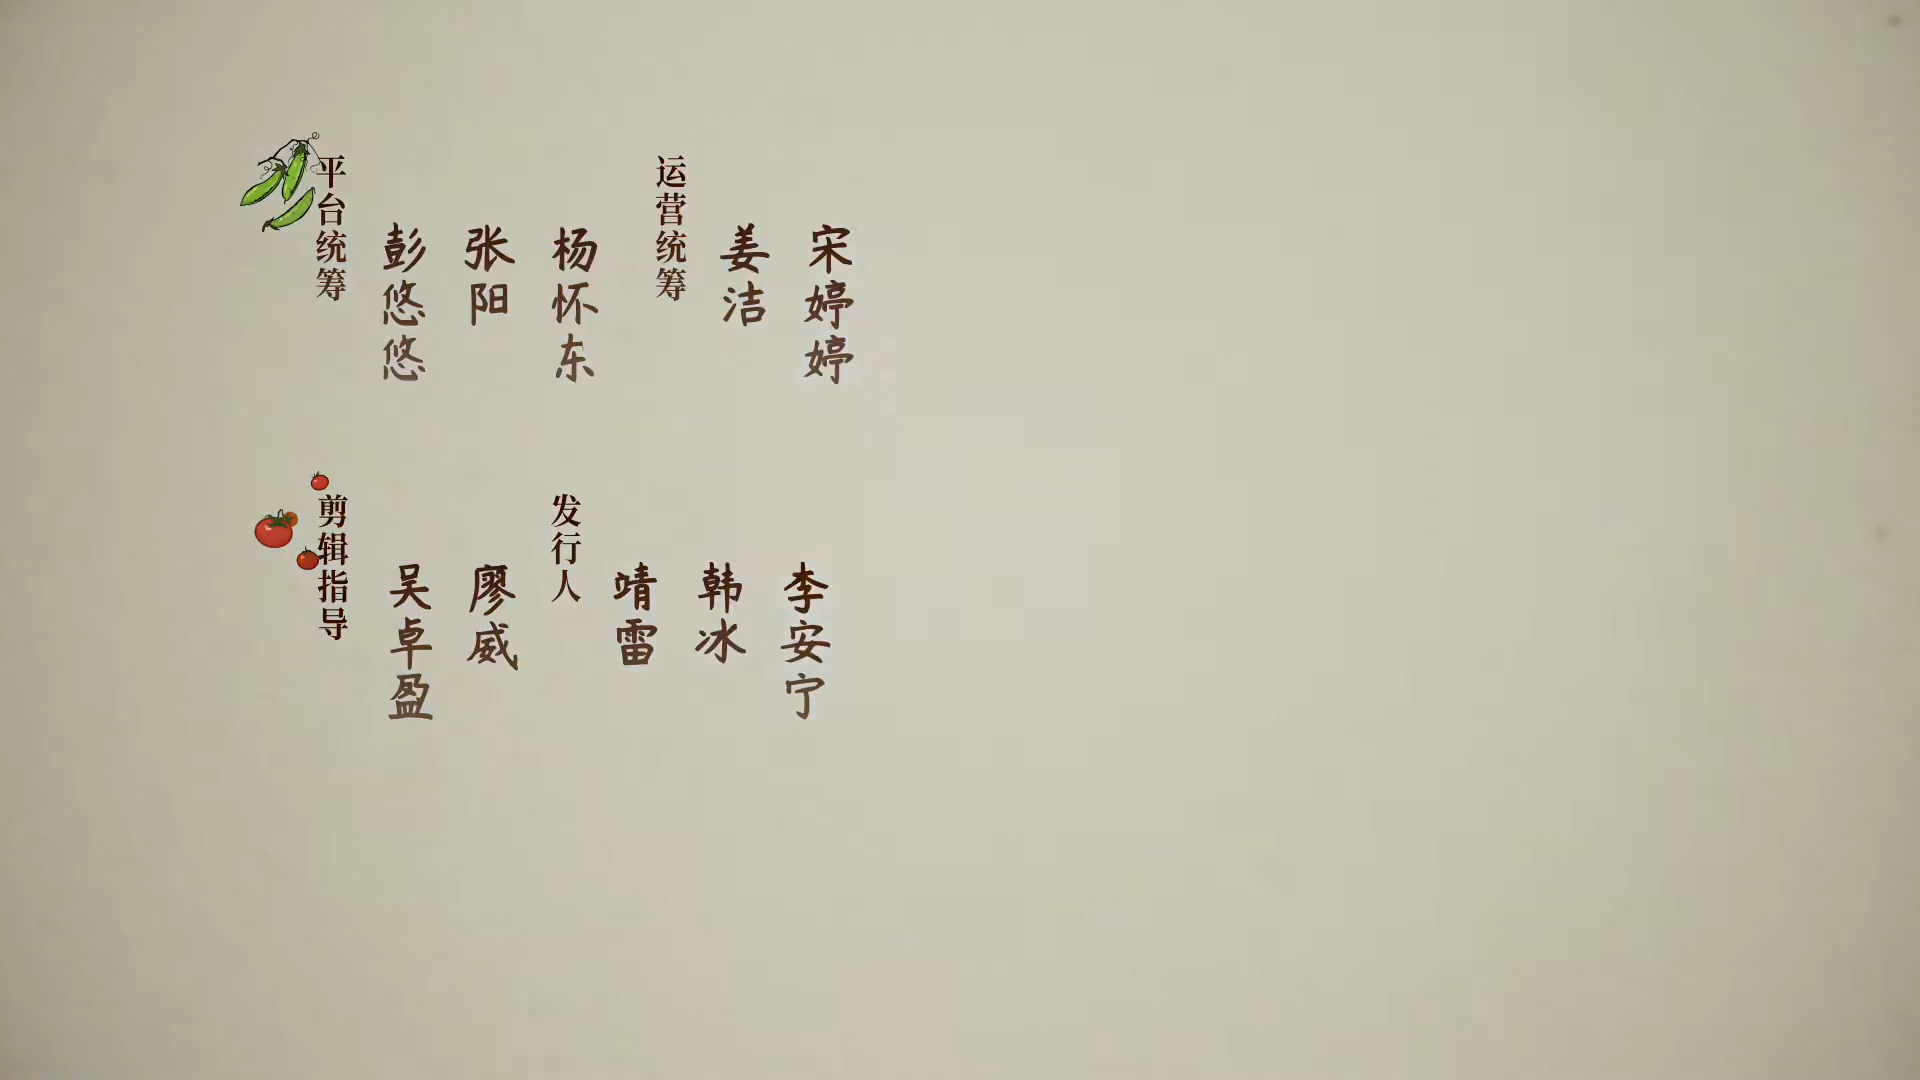 平台统筹
彭悠悠
张阳
杨怀东
运营统筹
姜洁
宋婷婷
剪辑指导
吴卓盈
廖威
发行人
靖雷
韩冰
李安宁